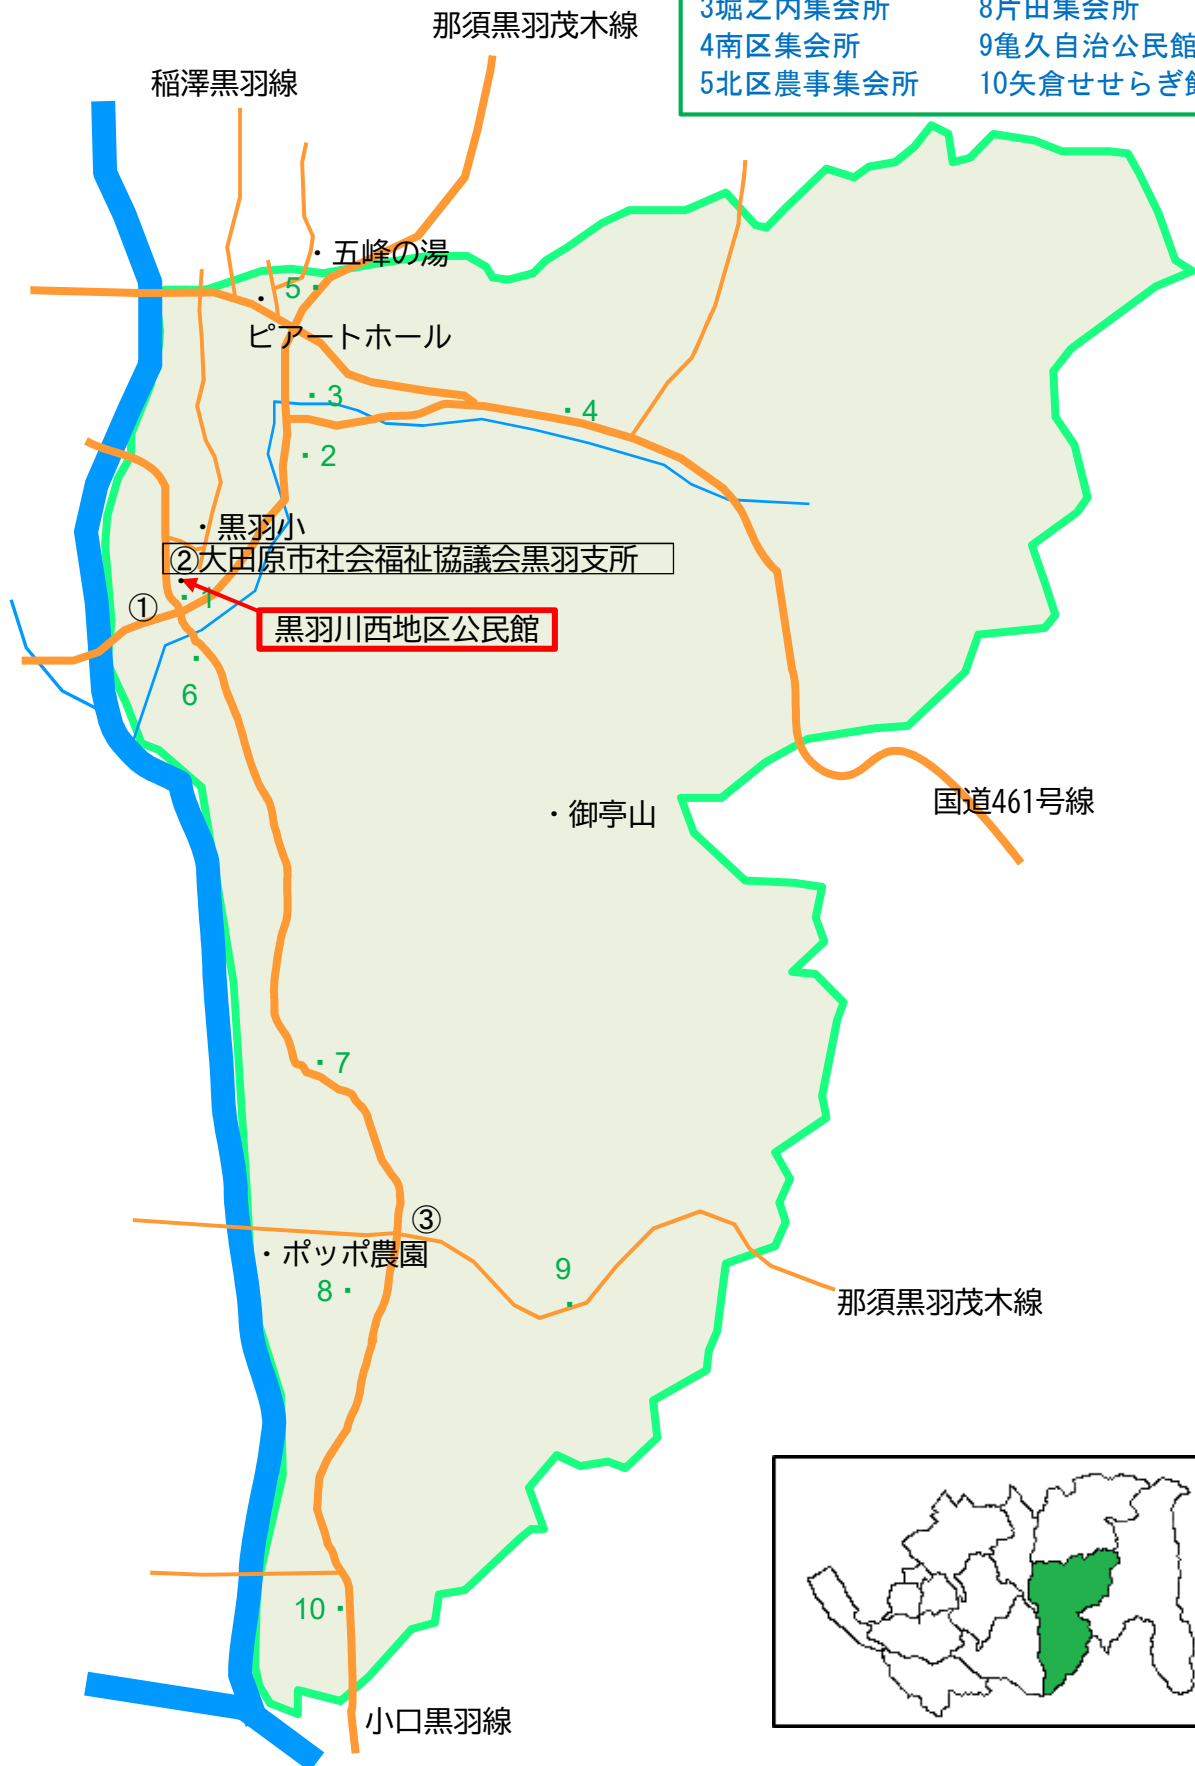 那須黒羽茂木線
3堀之内集会所
8片田集会所
4南区集会所
9亀久自治公民館
5北区農事集会所
10矢倉せせらぎ
稲澤黒羽線
・五峰の湯
5
ピアートホール
3
4
2
・黒羽小
②大田原市社会福祉協議会黒羽支所
1
①
黒羽川西地区公民館
6
・御亭山
国道461号線
7
③
・ポッポ農園
8
9
那須黒羽茂木線
10
小口黒羽線